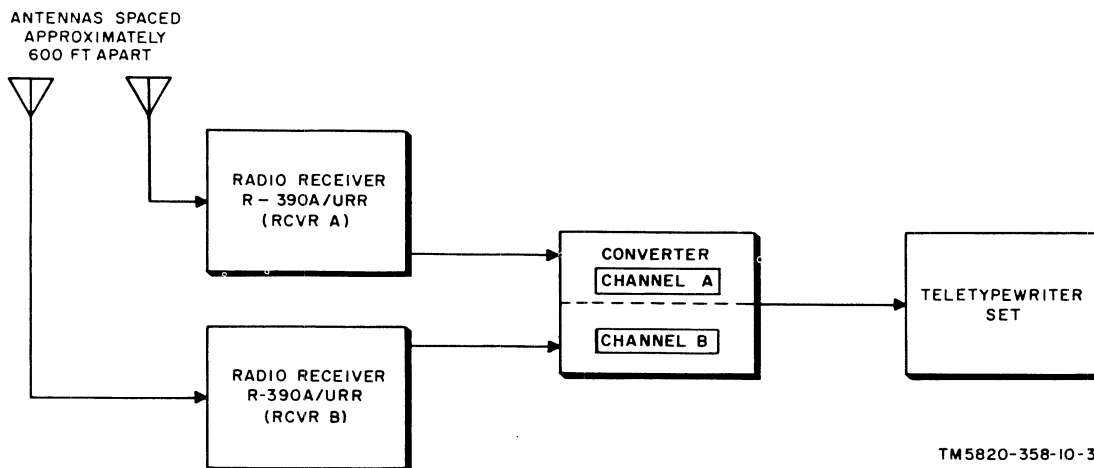 ANTENNAS SPACED
APPROXIMATELY
600 FT APART
RADIO RECEIVER
R-390A/URR
(RCVR A)
CONVERTER
CHANNEL A
CHANNEL B
TELETYPEWRITER
SET
RADIO RECEIVER
R-390A/URR
(RCVR B)
TM5820-358-10-3